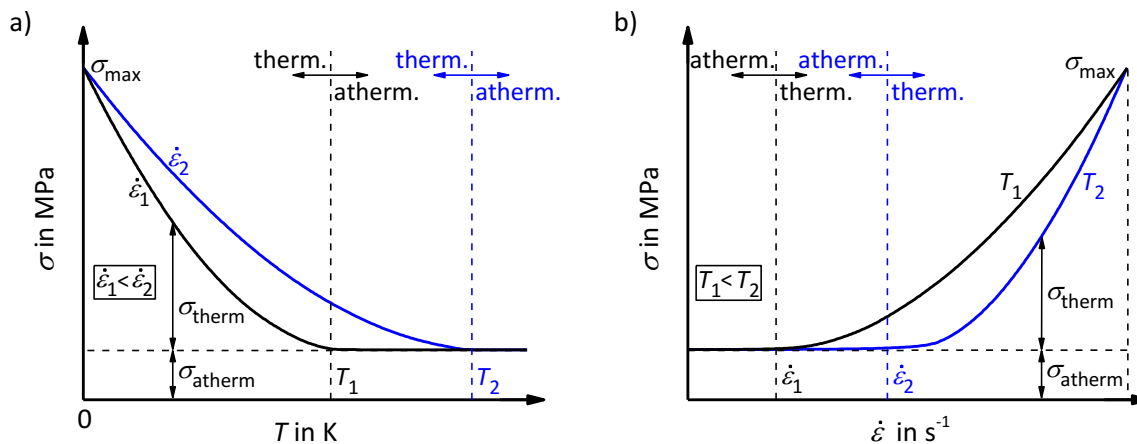 a)
σmax
therm.
atherm.
therm.
atherm.
ε̇2
ε̇1
σ in MPa
ε̇1<ε̇2
σtherm
σatherm
T1
T2
0
T in K
b)
atherm.
therm.
atherm.
therm.
σmax
T1
T2
σ in MPa
T1<T2
σtherm
σatherm
ε̇1
ε̇2
ε̇ in s-1